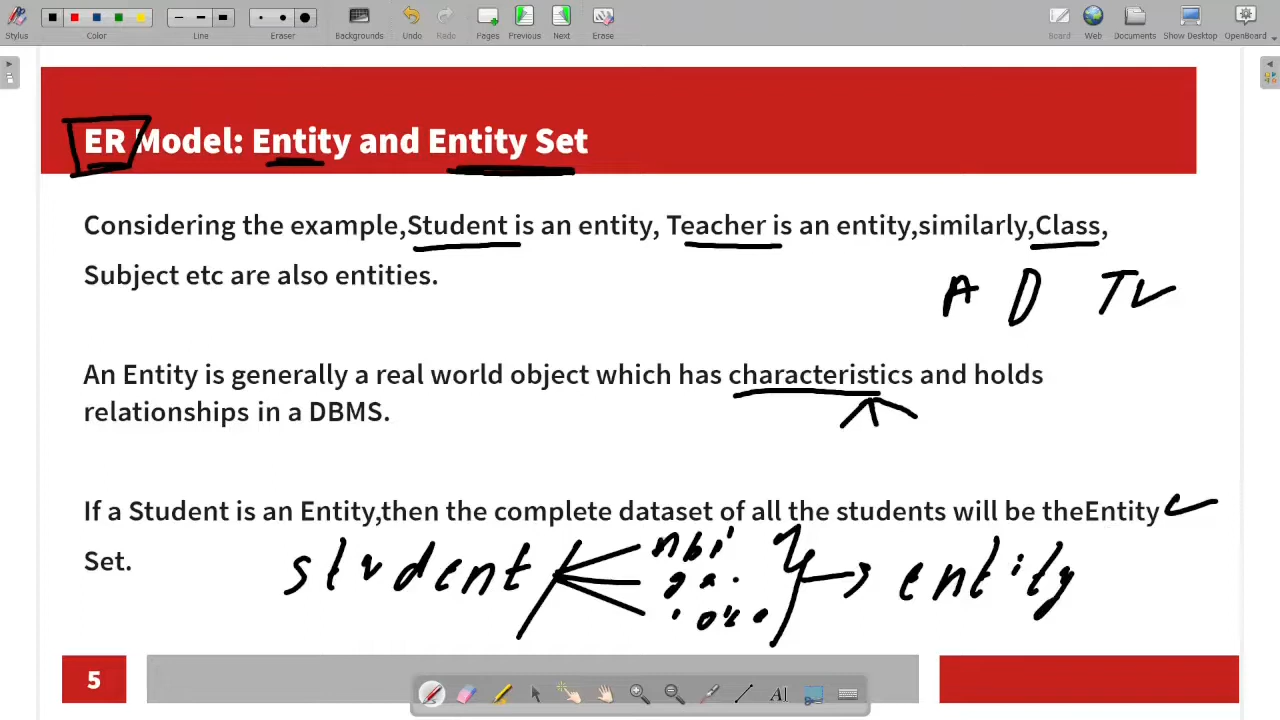 Stylus Color Line Eraser Backgrounds Undo Redo Pages Previous Next Erase Board Web Documents Show Desktop OpenBoard
ER Model: Entity and Entity Set
Considering the example,Student is an entity, Teacher is an entity,similarly,Class,
Subject etc are also entities.
A D TV
An Entity is generally a real world object which has characteristics and holds
relationships in a DBMS.
If a Student is an Entity,then the complete dataset of all the students will be theEntity
Set.
student entity
5
AI